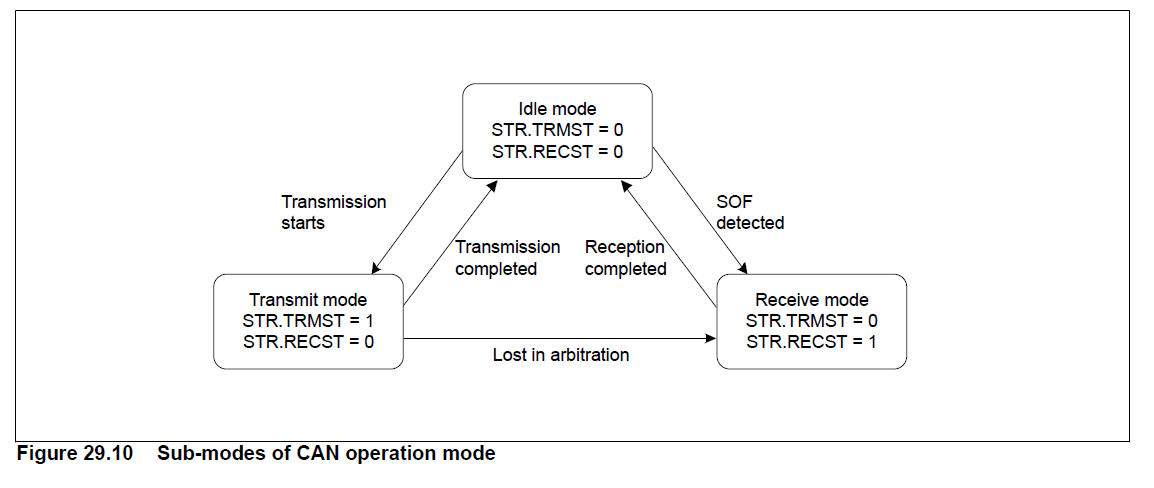 Idle mode
STR.TRMST = 0
STR.RECST = 0
Transmission
starts
SOF
detected
Transmission
completed
Reception
completed
Transmit mode
STR.TRMST = 1
STR.RECST = 0
Receive mode
STR.TRMST = 0
STR.RECST = 1
Lost in arbitration
Figure 29.10 Sub-modes of CAN operation mode